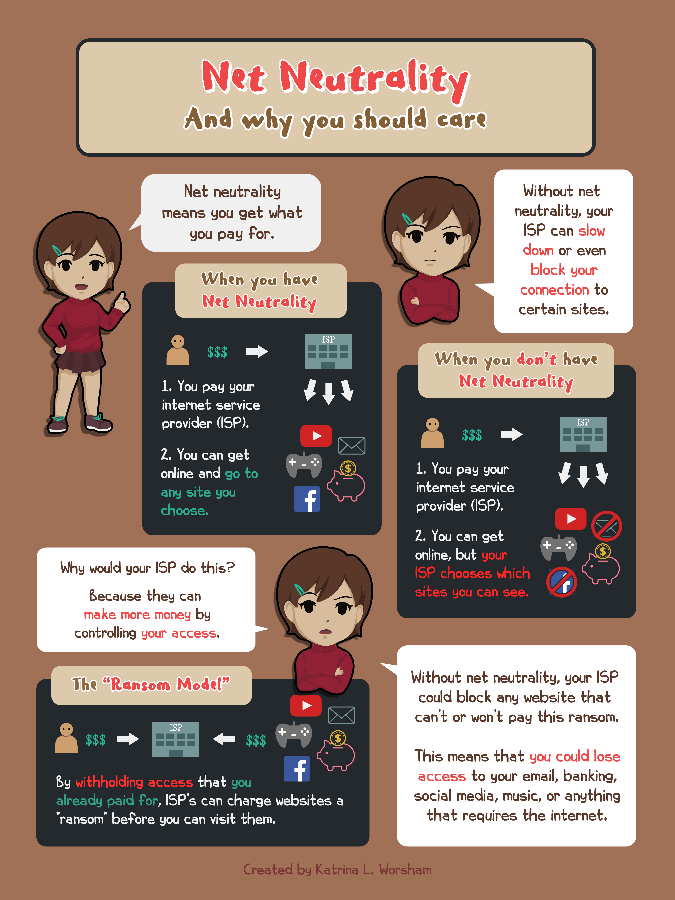 Net Neutrality
And why you should care
Net neutrality
means you get what
you pay for.
Without net
neutrality, your
ISP can slow
down or even
block your
connection to
certain sites.
When you have
Net Neutrality
$$$
ISP
1. You pay your
internet service
provider (ISP).
2. You can get
online and go to
any site you
choose.
$
f
When you don't have
Net Neutrality
$$$
ISP
1. You pay your
internet service
provider (ISP).
2. You can get
online, but your
ISP chooses which
sites you can see.
$
f
Why would your ISP do this?
Because they can
make more money by
controlling your access.
The "Ransom Model"
$$$
ISP
$$$
$
f
By withholding access that you
already paid for, ISP's can charge websites a
"ransom" before you can visit them.
Without net neutrality, your ISP
could block any website that
can't or won't pay this ransom.
This means that you could lose
access to your email, banking,
social media, music, or anything
that requires the internet.
Created by Katrina L. Worsham